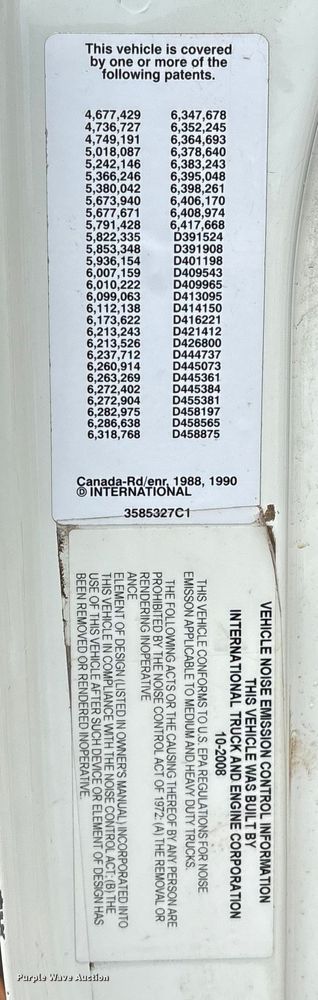 This vehicle is covered
by one or more of the
following patents.
4,677,429 6,347,678
4,736,727 6,352,245
4,749,191 6,364,693
5,018,087 6,378,640
5,242,146 6,383,243
5,366,246 6,395,048
5,380,042 6,398,261
5,673,940 6,406,170
5,677,671 6,408,974
5,791,428 6,417,668
5,822,335 D391524
5,853,348 D391908
5,936,154 D401198
6,007,159 D409543
6,010,222 D409965
6,099,063 D413095
6,112,138 D414150
6,173,622 D416221
6,213,243 D421412
6,213,526 D426800
6,237,712 D444737
6,260,914 D445073
6,263,269 D445361
6,272,402 D445384
6,272,904 D455381
6,282,975 D458197
6,286,638 D458565
6,318,768 D458875
Canada-Rd/enr, 1988, 1990
© INTERNATIONAL
3585327C1
VEHICLE NOISE EMISSION CONTROL INFORMATION
THIS VEHICLE WAS BUILT BY
INTERNATIONAL TRUCK AND ENGINE CORPORATION
10-2008
THIS VEHICLE CONFORMS TO U.S. EPA REGULATIONS FOR NOISE
EMISSON APPLICABLE TO MEDIUM AND HEAVY DUTY TRUCKS.
THE FOLLOWING ACTS OR THE CAUSING THEREOF BY ANY PERSON ARE
PROHIBITED BY THE NOISE CONTROL ACT OF 1972: (A) THE REMOVAL OR
RENDERING INOPERATIVE
ANCE
ELEMENT OF DESIGN (LISTED IN OWNER'S MANUAL) INCORPORATED INTO
THIS VEHICLE IN COMPLIANCE WITH THE NOISE CONTROL ACT; (B) THE
USE OF THIS VEHICLE AFTER SUCH DEVICE OR ELEMENT OF DESIGN HAS
BEEN REMOVED OR RENDERED INOPERATIVE.
Purple Wave Auction